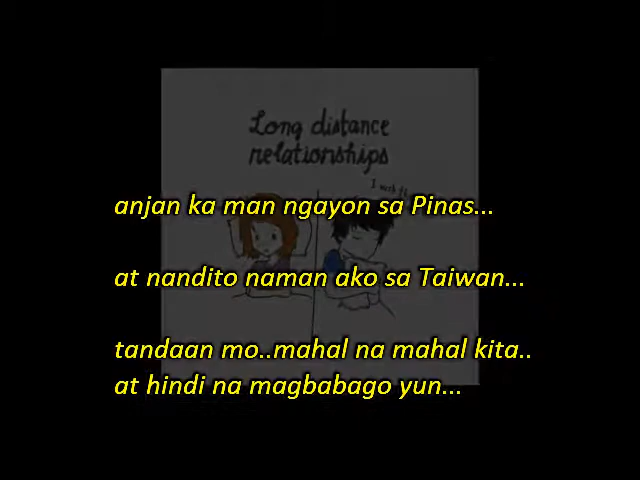 Long distance
relationships
I wish
anjan ka man ngayon sa Pinas...
at nandito naman ako sa Taiwan...
tandaan mo..mahal na mahal kita..
at hindi na magbabago yun...